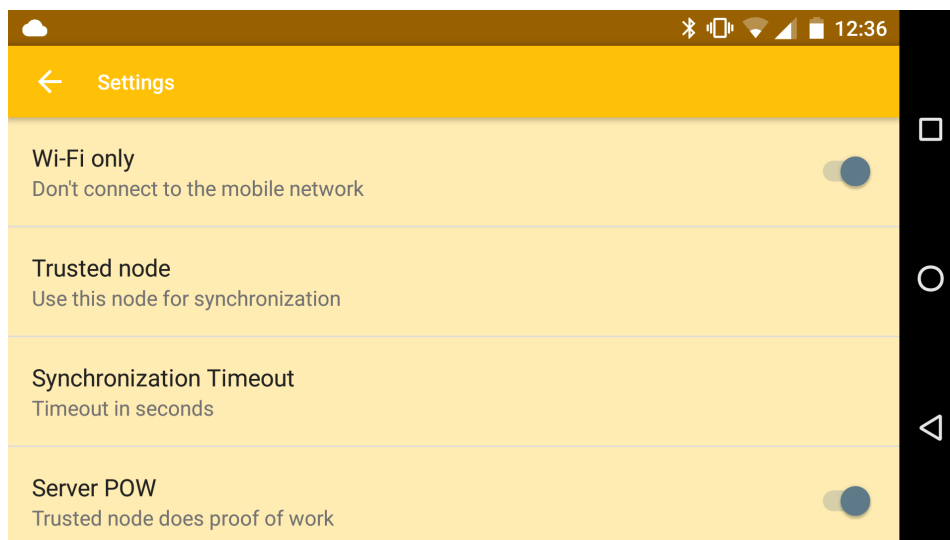 12:36
Settings
Wi-Fi only
Don't connect to the mobile network
Trusted node
Use this node for synchronization
Synchronization Timeout
Timeout in seconds
Server POW
Trusted node does proof of work